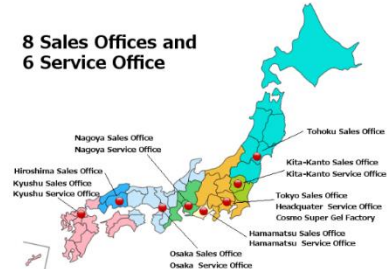 8 Sales Offices and
6 Service Office
Tohoku Sales Office
Nagoya Sales Office
Nagoya Service Office
Kita•Kanto Sales Office
Kita•Kanto Service Office
Hiroshima Sales Office
Kyushu Sales Office
Kyushu Service Office
Tokyo Sales Office
Headquater Service Office
Cosmo Super Gel Factory
Hamamatsu Sales Office
Hamamatsu Service Office
Osaka Sales Office
Osaka Service Office